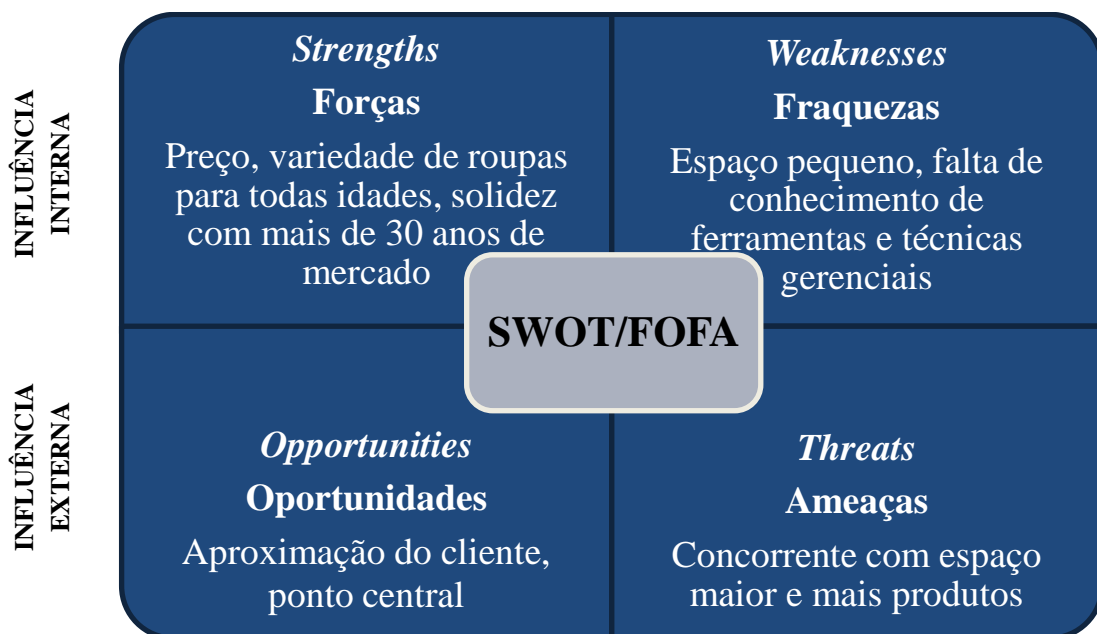 INFLUÊNCIA
INTERNA
Strengths
Forças
Preço, variedade de roupas
para todas idades, solidez
com mais de 30 anos de
mercado
Weaknesses
Fraquezas
Espaço pequeno, falta de
conhecimento de
ferramentas e técnicas
gerenciais
SWOT/FOFA
INFLUÊNCIA
EXTERNA
Opportunities
Oportunidades
Aproximação do cliente,
ponto central
Threats
Ameaças
Concorrente com espaço
maior e mais produtos